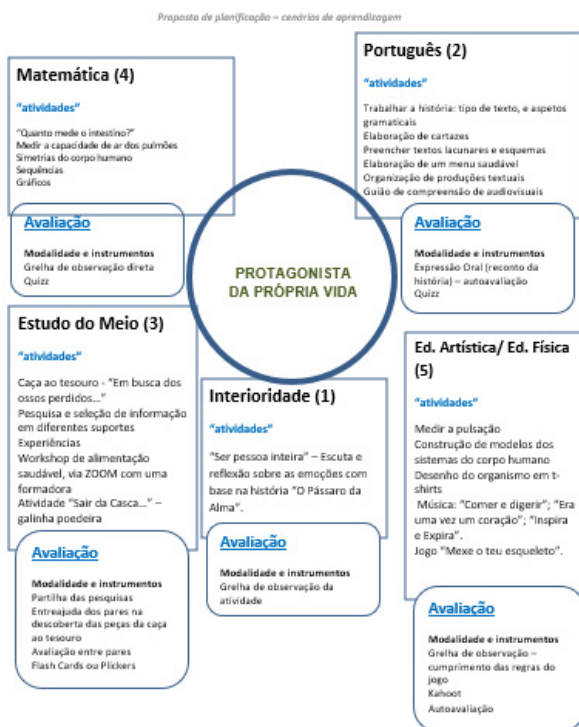 Proposta de planificação – cenários de aprendizagem
Matemática (4)
"atividades"
"Quanto mede o intestino?"
Medir a capacidade de ar dos pulmões
Simetrias do corpo humano
Sequências
Gráficos
Avaliação
Modalidade e instrumentos
Grelha de observação direta
Quizz
Português (2)
"atividades"
Trabalhar a história: tipo de texto, e aspetos
gramaticais
Elaboração de cartazes
Preencher textos lacunares e esquemas
Elaboração de um menu saudável
Organização de produções textuais
Guião de compreensão de audiovisuais
Avaliação
Modalidade e instrumentos
Expressão Oral (reconto da
história) – autoavaliação
Quizz
PROTAGONISTA
DA PRÓPRIA VIDA
Estudo do Meio (3)
"atividades"
Caça ao tesouro - "Em busca dos
ossos perdidos..."
Pesquisa e seleção de informação
em diferentes suportes
Experiências
Workshop de alimentação
saudável, via ZOOM com uma
formadora
Atividade "Sair da Casca..." –
galinha poedeira
Avaliação
Modalidade e instrumentos
Partilha das pesquisas
Entreajuda dos pares na
descoberta das peças da caça
ao tesouro
Avaliação entre pares
Flash Cards ou Plickers
Interioridade (1)
"atividades"
"Ser pessoa inteira" – Escuta e
reflexão sobre as emoções com
base na história "O Pássaro da
Alma".
Avaliação
Modalidade e instrumentos
Grelha de observação da
atividade
Ed. Artística/ Ed. Física
(5)
"atividades"
Medir a pulsação
Construção de modelos dos
sistemas do corpo humano
Desenho do organismo em t-
shirts
Música: "Comer e digerir"; "Era
uma vez um coração"; "Inspira
e Expira".
Jogo "Mexe o teu esqueleto".
Avaliação
Modalidade e instrumentos
Grelha de observação –
cumprimento das regras do
jogo
Kahoot
Autoavaliação